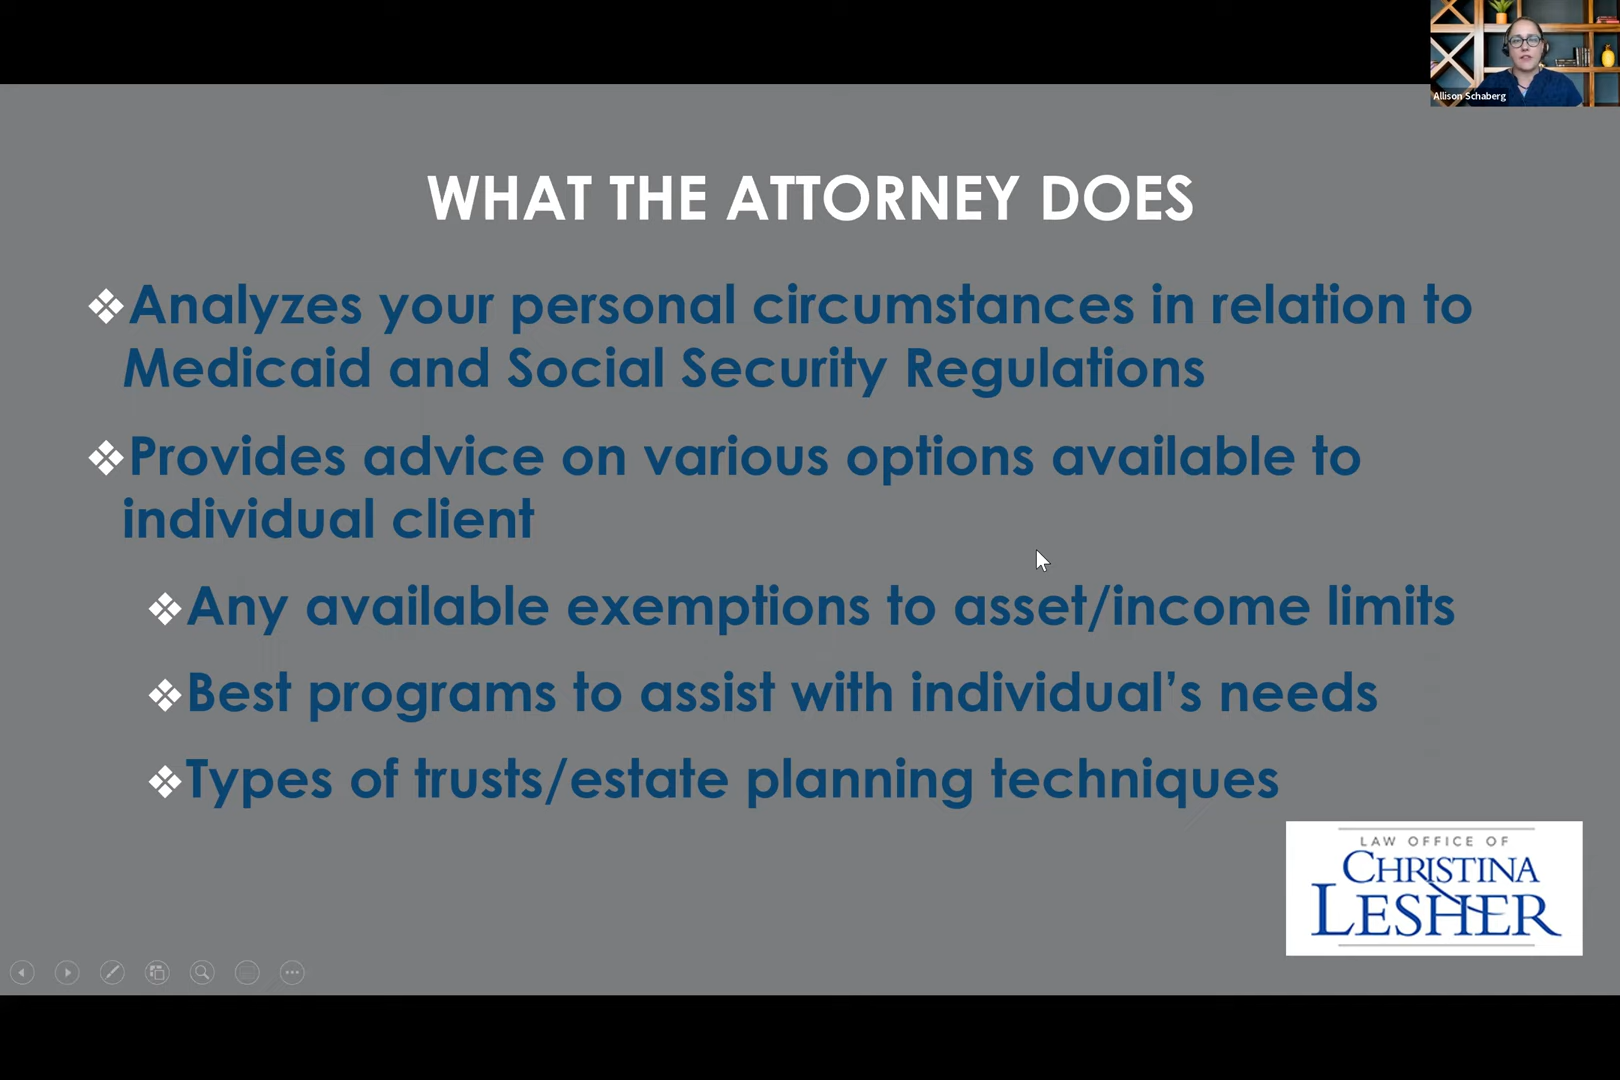 Allison Schaberg
WHAT THE ATTORNEY DOES
Analyzes your personal circumstances in relation to
Medicaid and Social Security Regulations
Provides advice on various options available to
individual client
Any available exemptions to asset/income limits
Best programs to assist with individual’s needs
Types of trusts/estate planning techniques
LAW OFFICE OF
CHRISTINA
LESHER